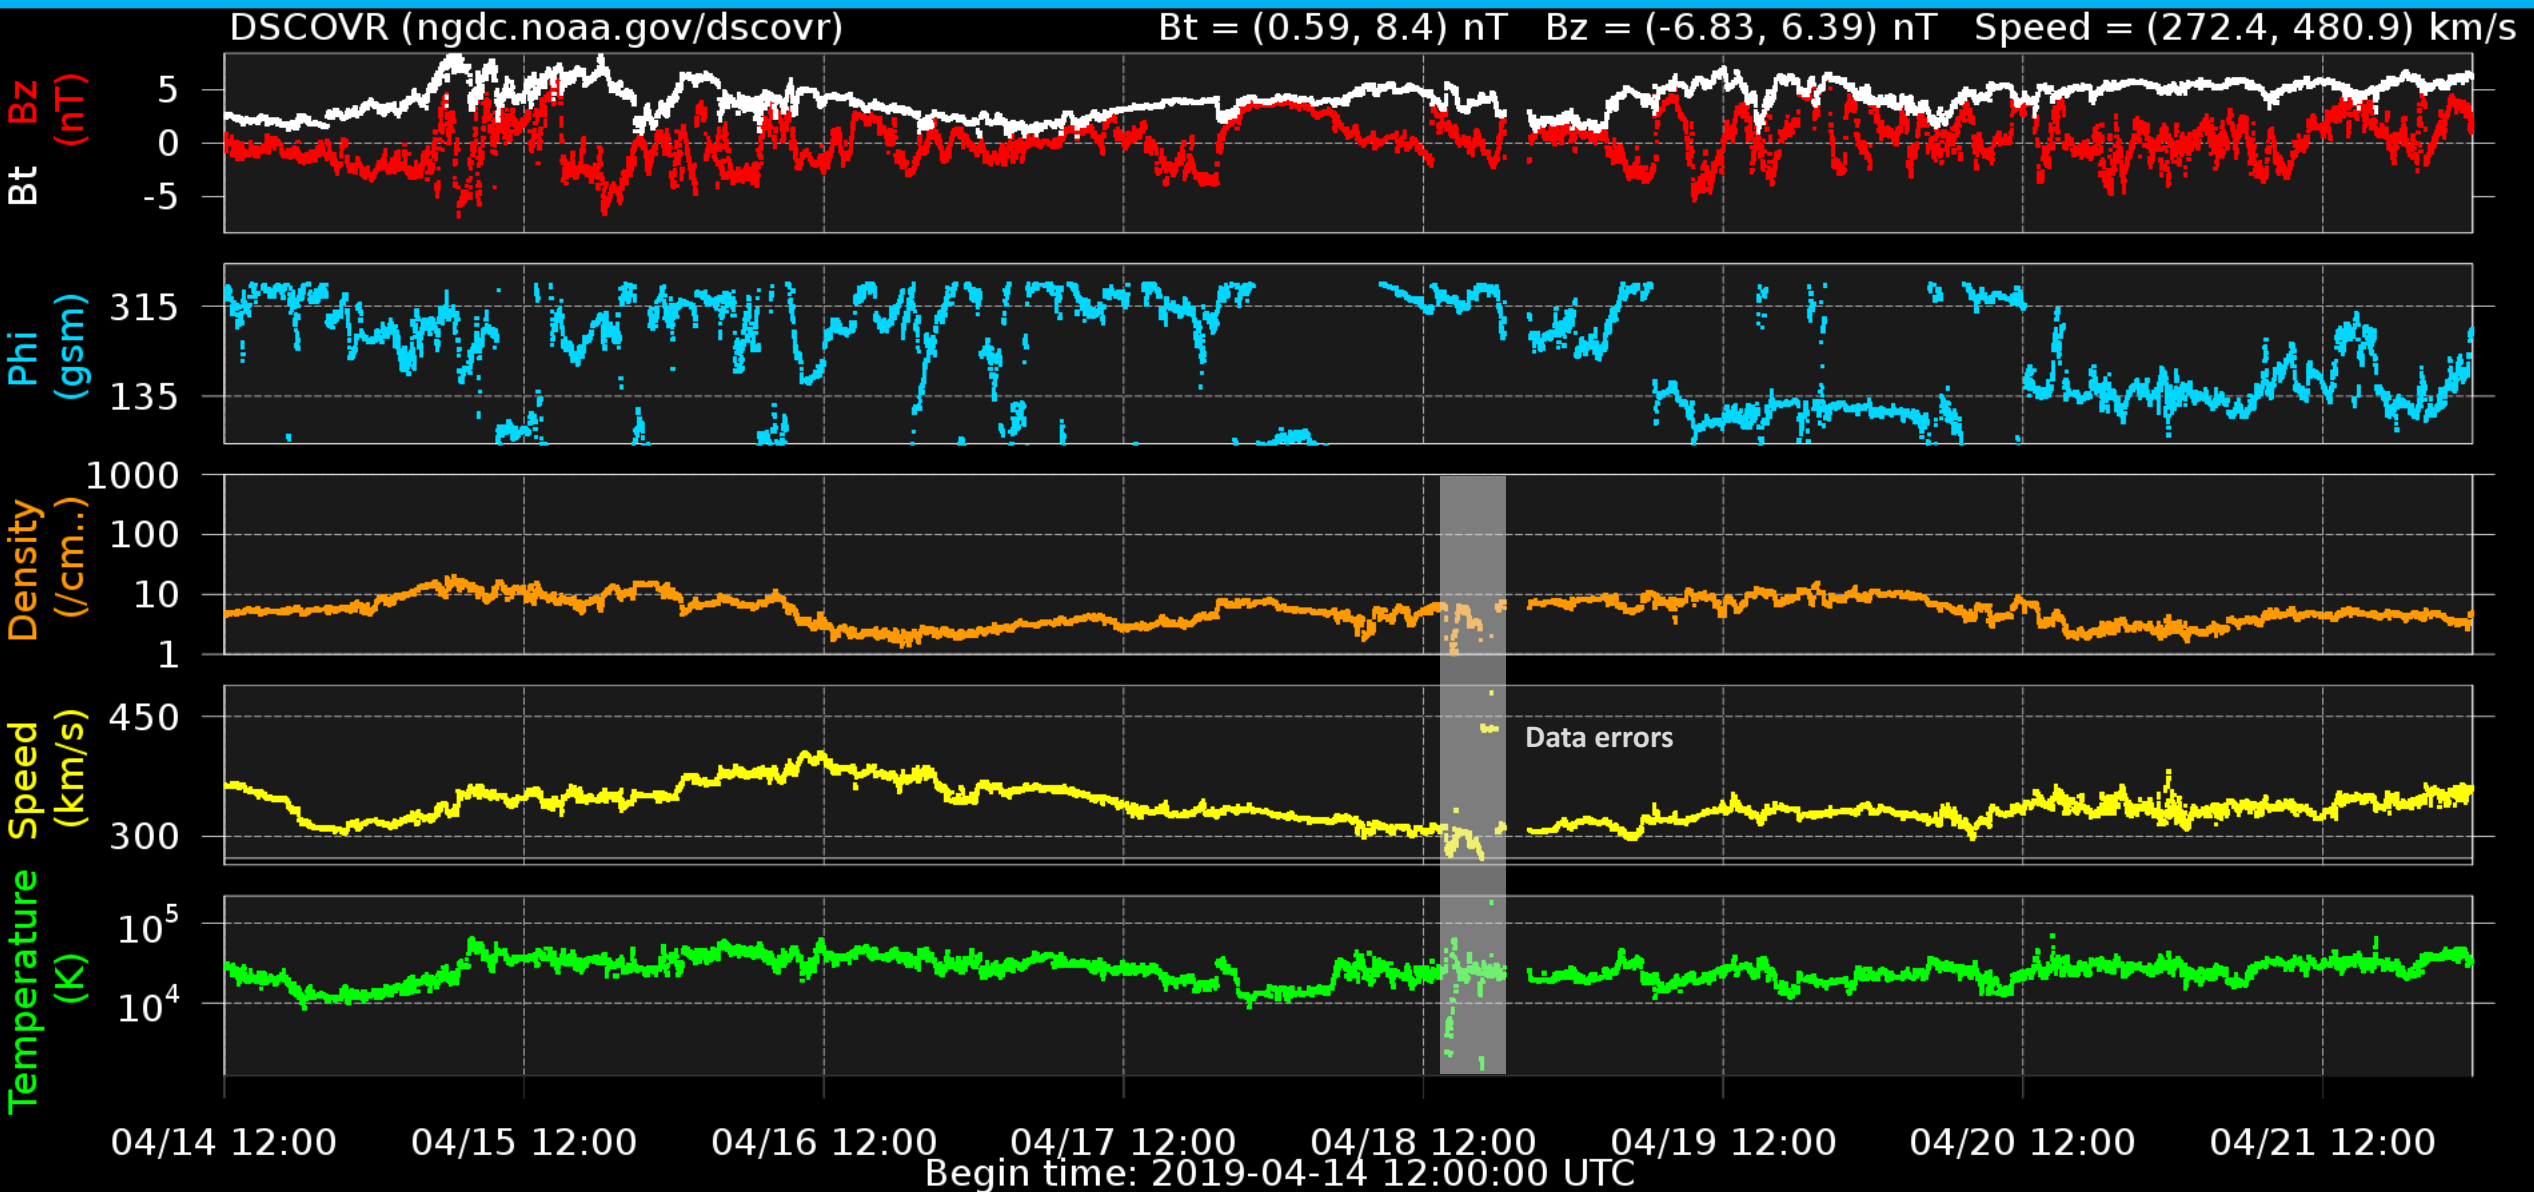 DSCOVR (ngdc.noaa.gov/dscovr) Bt = (0.59, 8.4) nT Bz = (-6.83, 6.39) nT Speed = (272.4, 480.9) km/s
Bt Bz
(nT)
5
0
-5
Phi
(gsm)
315
135
Density
(/cm..)
1000
100
10
1
Speed
(km/s)
450
300
Data errors
Temperature
(K)
10⁵
10⁴
04/14 12:00 04/15 12:00 04/16 12:00 04/17 12:00 04/18 12:00 04/19 12:00 04/20 12:00 04/21 12:00
Begin time: 2019-04-14 12:00:00 UTC